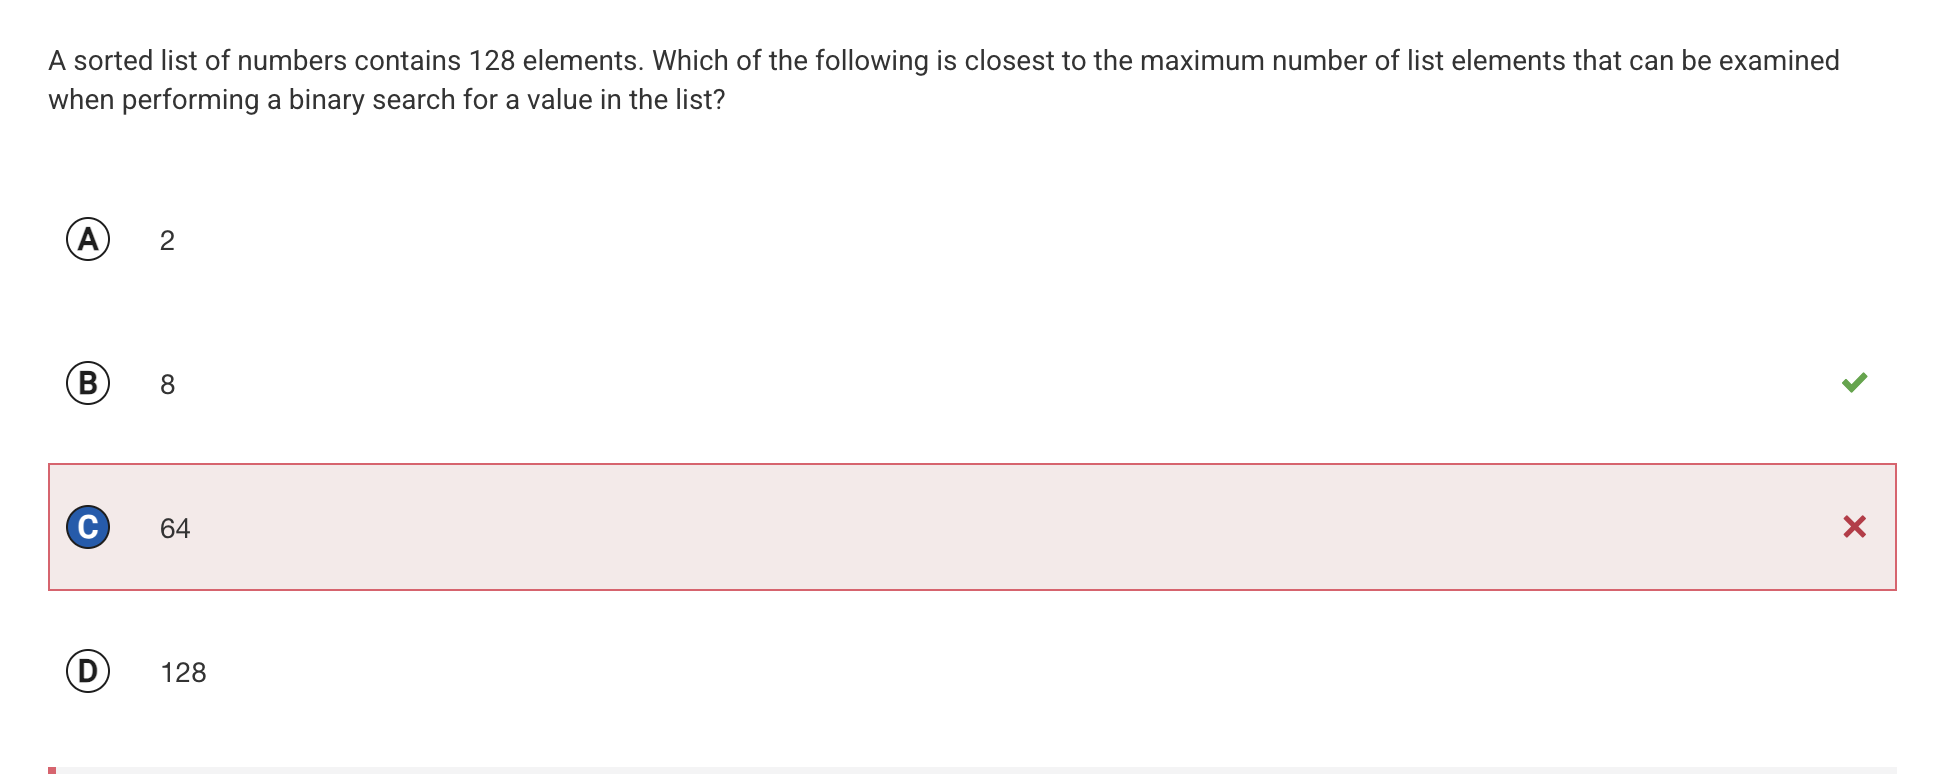 A sorted list of numbers contains 128 elements. Which of the following is closest to the maximum number of list elements that can be examined
when performing a binary search for a value in the list?
A 2
B 8
C 64
D 128